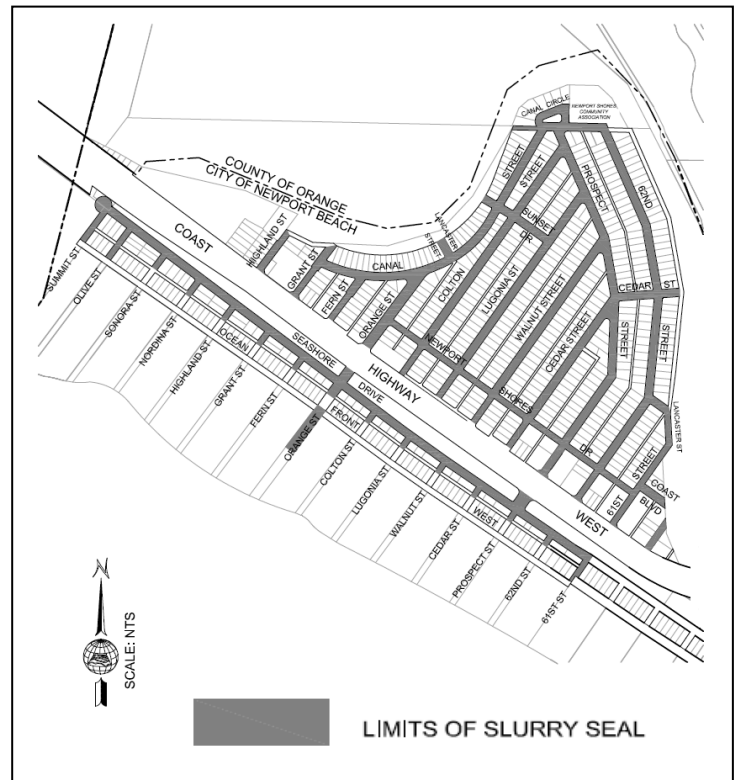 CANAL CIRCLE
NEWPORT SHORES
COMMUNITY
ASSOCIATION
STREET
STREET
PROSPECT
62ND
COUNTY OF ORANGE
CITY OF NEWPORT BEACH
SUNSET
DR
LANCASTER
STREET
HIGHLAND ST
COAST
GRANT ST
CANAL
FERN ST
ORANGE ST
COLTON
LUGONIA ST
WALNUT STREET
CEDAR STREET
CEDAR ST
STREET
STREET
SUMMIT ST
OLIVE ST
SONORA ST
NORDINA ST
HIGHLAND ST
GRANT ST
FERN ST
ORANGE ST
COLTON ST
LUGONIA ST
WALNUT ST
CEDAR ST
PROSPECT ST
62ND ST
61ST ST
OCEAN
FRONT
WEST
SEASHORE
DRIVE
HIGHWAY
WEST
NEWPORT
SHORES
DR
LANCASTER ST
STREET
COAST
BLVD
61ST
N
SCALE: NTS
LIMITS OF SLURRY SEAL